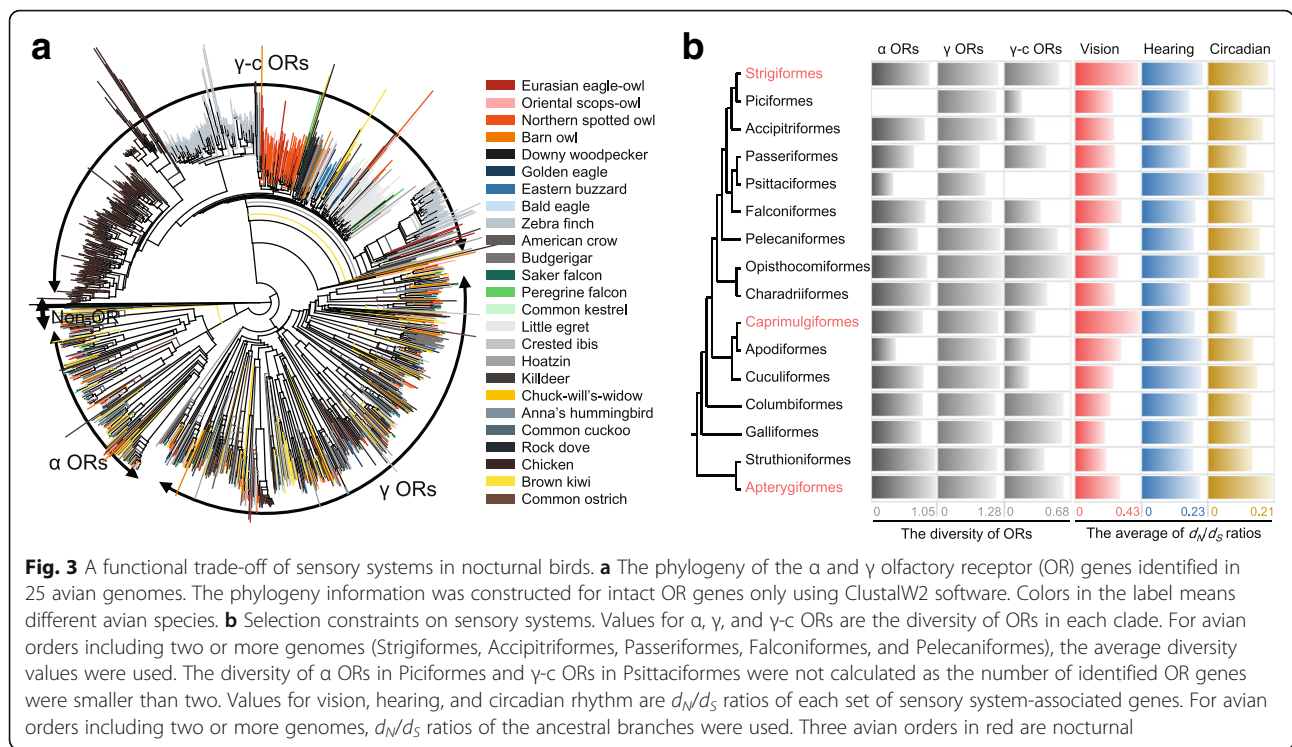 a
γ-c ORs
Non-OR
α ORs
γ ORs
Eurasian eagle-owl
Oriental scops-owl
Northern spotted owl
Barn owl
Downy woodpecker
Golden eagle
Eastern buzzard
Bald eagle
Zebra finch
American crow
Budgerigar
Saker falcon
Peregrine falcon
Common kestrel
Little egret
Crested ibis
Hoatzin
Killdeer
Chuck-will's-widow
Anna's hummingbird
Common cuckoo
Rock dove
Chicken
Brown kiwi
Common ostrich
b
α ORs γ ORs γ-c ORs Vision Hearing Circadian
Strigiformes
Piciformes
Accipitriformes
Passeriformes
Psittaciformes
Falconiformes
Pelecaniformes
Opisthocomiformes
Charadriiformes
Caprimulgiformes
Apodiformes
Cuculiformes
Columbiformes
Galliformes
Struthioniformes
Apterygiformes
0 1.05 0 1.28 0 0.68 0 0.43 0 0.23 0 0.21
The diversity of ORs The average of dN/dS ratios
Fig. 3 A functional trade-off of sensory systems in nocturnal birds. a The phylogeny of the α and γ olfactory receptor (OR) genes identified in
25 avian genomes. The phylogeny information was constructed for intact OR genes only using ClustalW2 software. Colors in the label means
different avian species. b Selection constraints on sensory systems. Values for α, γ, and γ-c ORs are the diversity of ORs in each clade. For avian
orders including two or more genomes (Strigiformes, Accipitriformes, Passeriformes, Falconiformes, and Pelecaniformes), the average diversity
values were used. The diversity of α ORs in Piciformes and γ-c ORs in Psittaciformes were not calculated as the number of identified OR genes
were smaller than two. Values for vision, hearing, and circadian rhythm are dN/dS ratios of each set of sensory system-associated genes. For avian
orders including two or more genomes, dN/dS ratios of the ancestral branches were used. Three avian orders in red are nocturnal